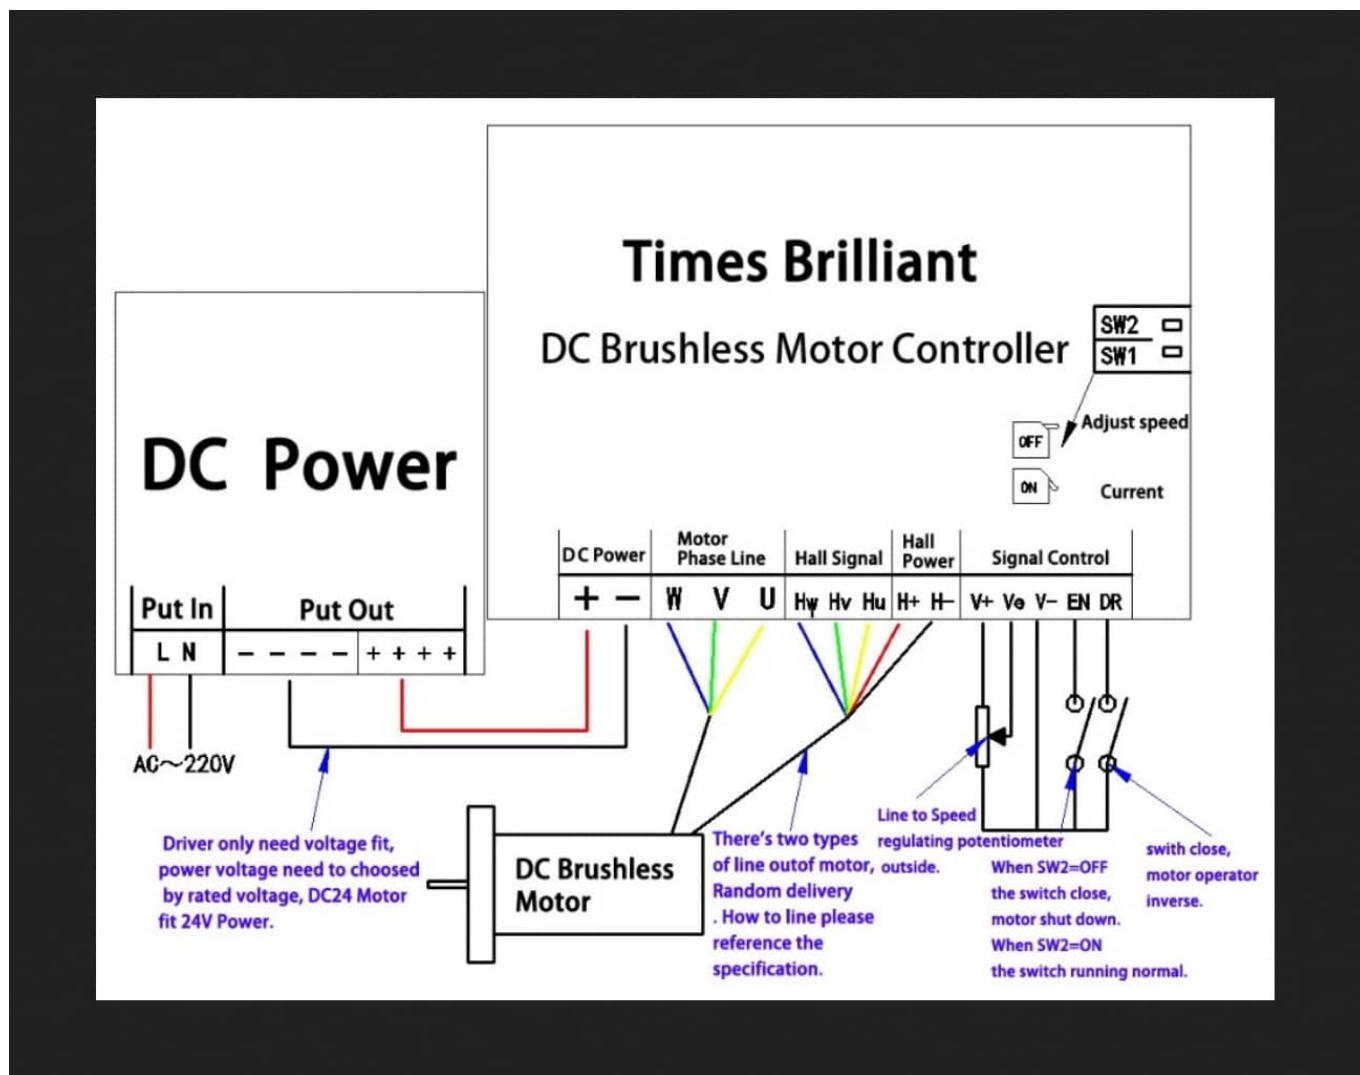 Times Brilliant
DC Brushless Motor Controller
SW2
SW1
Adjust speed
OFF
ON
Current
DC Power
DC Power
Motor
Phase Line
Hall Signal
Hall
Power
Signal Control
+ − W V U Hw Hv Hu H+ H− V+ Ve V− EN DR
Put In
Put Out
L N − − − − + + + +
AC～220V
Driver only need voltage fit,
power voltage need to choosed
by rated voltage, DC24 Motor
fit 24V Power.
DC Brushless
Motor
There's two types
of line outof motor,
Random delivery
. How to line please
reference the
specification.
Line to Speed
regulating potentiometer
outside.
When SW2=OFF
the switch close,
motor shut down.
When SW2=ON
the switch running normal.
swith close,
motor operator
inverse.